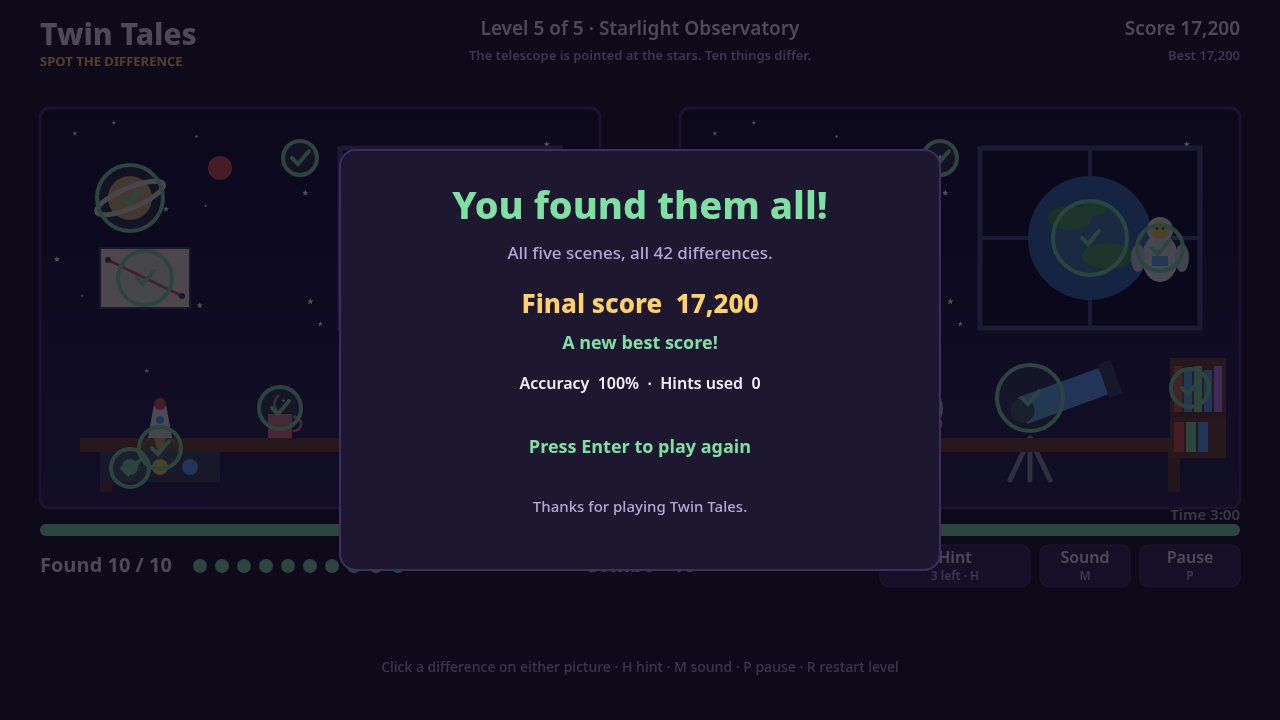 Twin Tales
SPOT THE DIFFERENCE
Level 5 of 5 · Starlight Observatory
The telescope is pointed at the stars. Ten things differ.
Score 17,200
Best 17,200
You found them all!
All five scenes, all 42 differences.
Final score 17,200
A new best score!
Accuracy 100% · Hints used 0
Press Enter to play again
Thanks for playing Twin Tales.
Time 3:00
Found 10 / 10
Hint
3 left · H
Sound
M
Pause
P
Click a difference on either picture · H hint · M sound · P pause · R restart level